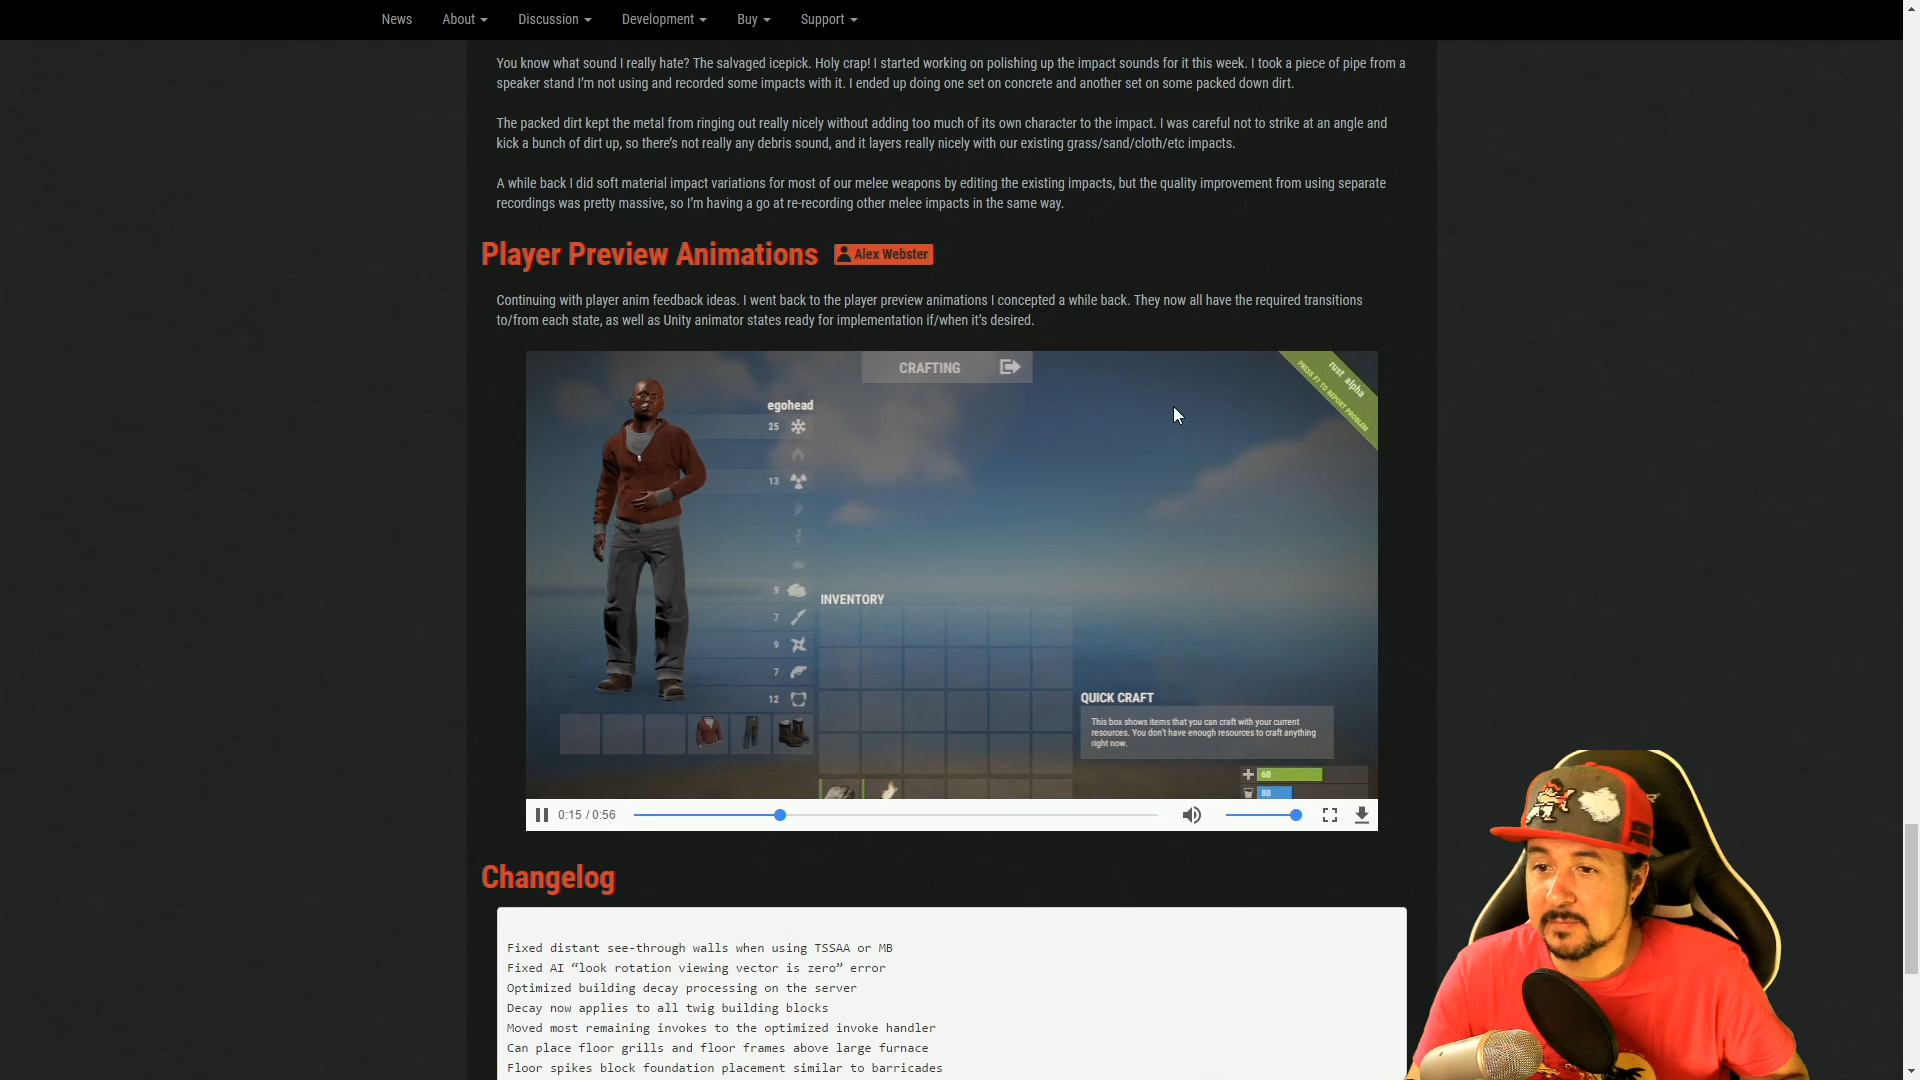 News About Discussion Development Buy Support
You know what sound I really hate? The salvaged icepick. Holy crap! I started working on polishing up the impact sounds for it this week. I took a piece of pipe from a
speaker stand I’m not using and recorded some impacts with it. I ended up doing one set on concrete and another set on some packed down dirt.
The packed dirt kept the metal from ringing out really nicely without adding too much of its own character to the impact. I was careful not to strike at an angle and
kick a bunch of dirt up, so there’s not really any debris sound, and it layers really nicely with our existing grass/sand/cloth/etc impacts.
A while back I did soft material impact variations for most of our melee weapons by editing the existing impacts, but the quality improvement from using separate
recordings was pretty massive, so I’m having a go at re-recording other melee impacts in the same way.
Player Preview Animations Alex Webster
Continuing with player anim feedback ideas. I went back to the player preview animations I concepted a while back. They now all have the required transitions
to/from each state, as well as Unity animator states ready for implementation if/when it’s desired.
CRAFTING
rust alpha
PRESS F7 TO REPORT PROBLEM
egohead
25
13
9
INVENTORY
7
9
7
12
QUICK CRAFT
This box shows items that you can craft with your current
resources. You don't have enough resources to craft anything
right now.
60
80
0:15 / 0:56
Changelog
Fixed distant see-through walls when using TSSAA or MB
Fixed AI “look rotation viewing vector is zero” error
Optimized building decay processing on the server
Decay now applies to all twig building blocks
Moved most remaining invokes to the optimized invoke handler
Can place floor grills and floor frames above large furnace
Floor spikes block foundation placement similar to barricades